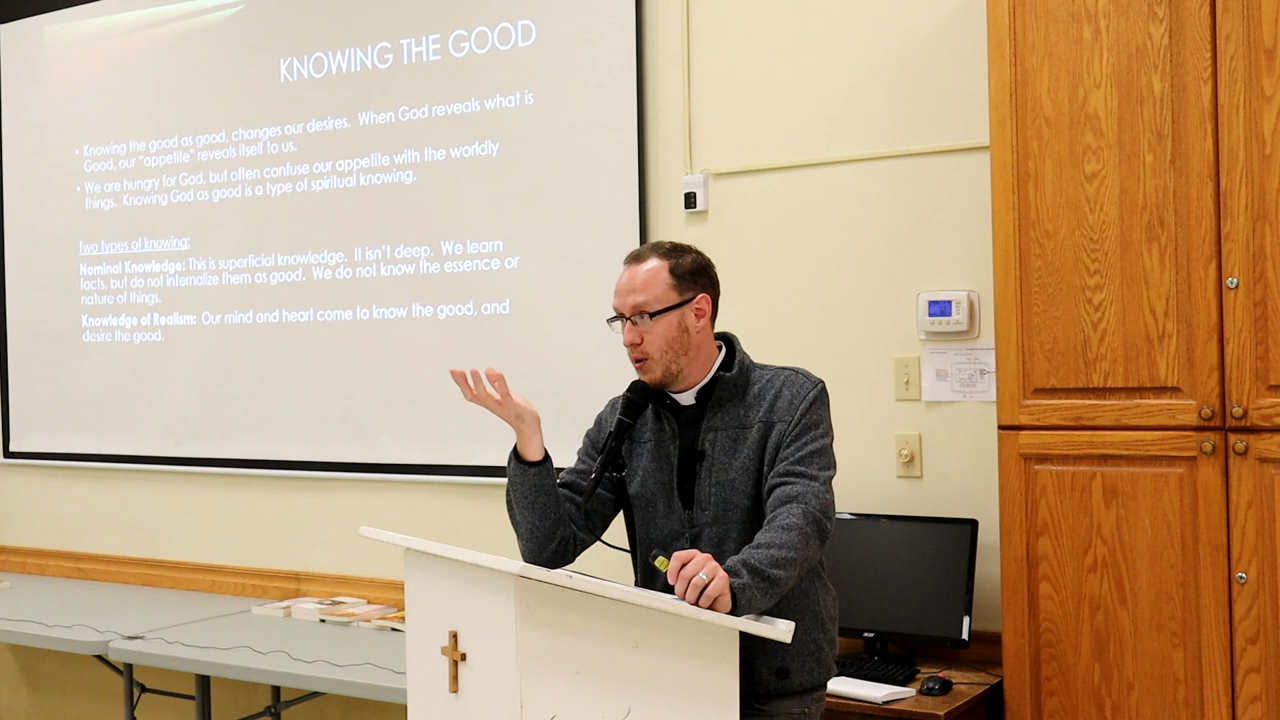 KNOWING THE GOOD
• Knowing the good as good, changes our desires. When God reveals what is
Good, our “appetite” reveals itself to us.
• We are hungry for God, but often confuse our appetite with the worldly
things. Knowing God as good is a type of spiritual knowing.
Two types of knowing:
Nominal Knowledge: This is superficial knowledge. It isn’t deep. We learn
facts, but do not internalize them as good. We do not know the essence or
nature of things.
Knowledge of Realism: Our mind and heart come to know the good, and
desire the good.
acer